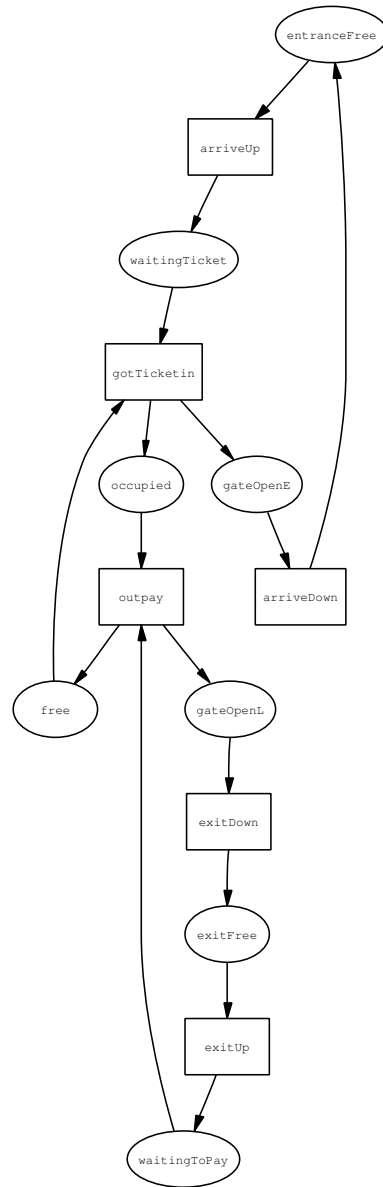 entranceFree
arriveUp
waitingTicket
gotTicketin
occupied
gateOpenE
outpay
arriveDown
free
gateOpenL
exitDown
exitFree
exitUp
waitingToPay